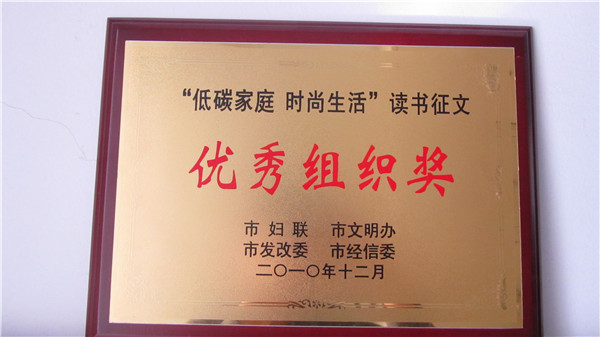 “低碳家庭 时尚生活”读书征文
优秀组织奖
市妇联 市文明办
市发改委 市经信委
二〇一〇年十二月